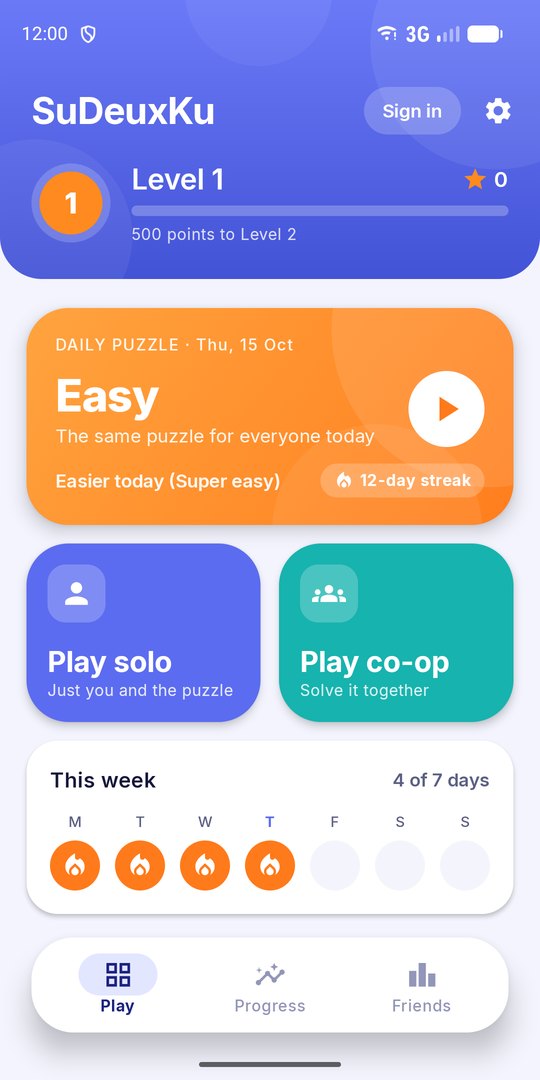 12:00
3G
SuDeuxKu
Sign in
1
Level 1
0
500 points to Level 2
DAILY PUZZLE · Thu, 15 Oct
Easy
The same puzzle for everyone today
Easier today (Super easy)
12-day streak
Play solo
Just you and the puzzle
Play co-op
Solve it together
This week
4 of 7 days
M T W T F S S
Play
Progress
Friends